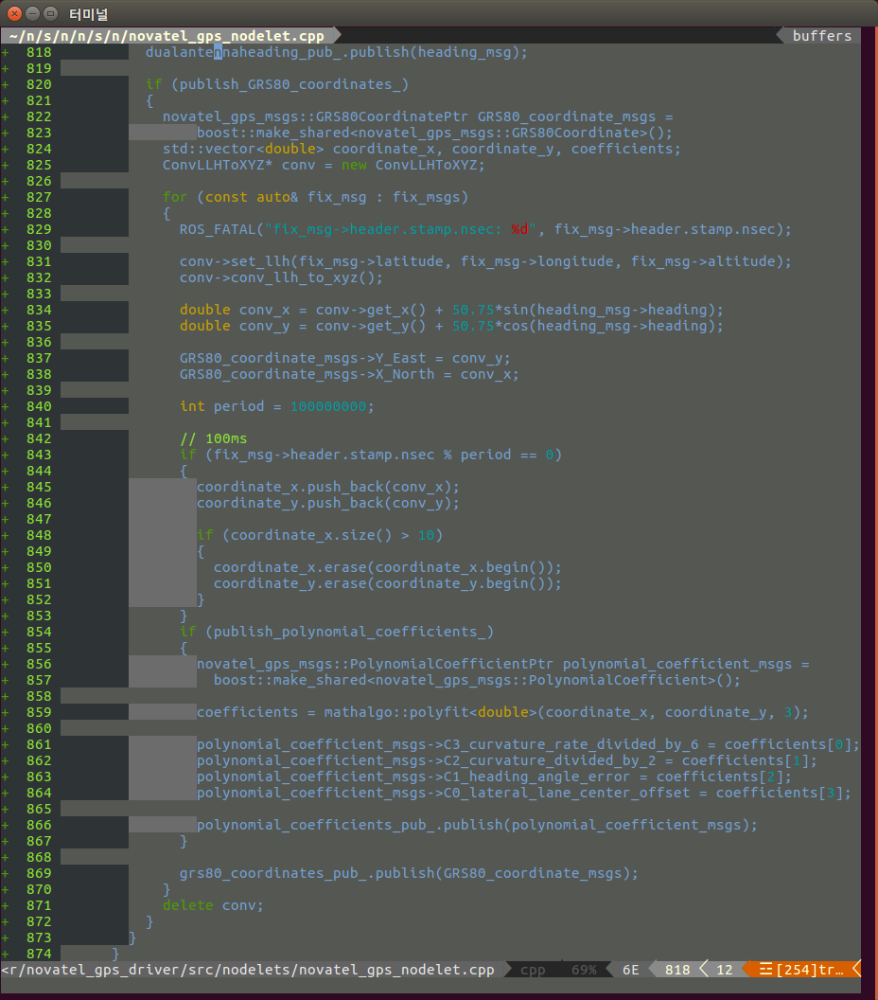 터미널
~/n/s/n/n/s/n/novatel_gps_nodelet.cpp buffers
+ 818 dualantennaheading_pub_.publish(heading_msg);
+ 819
+ 820 if (publish_GRS80_coordinates_)
+ 821 {
+ 822 novatel_gps_msgs::GRS80CoordinatePtr GRS80_coordinate_msgs =
+ 823 boost::make_shared<novatel_gps_msgs::GRS80Coordinate>();
+ 824 std::vector<double> coordinate_x, coordinate_y, coefficients;
+ 825 ConvLLHToXYZ* conv = new ConvLLHToXYZ;
+ 826
+ 827 for (const auto& fix_msg : fix_msgs)
+ 828 {
+ 829 ROS_FATAL("fix_msg->header.stamp.nsec: %d", fix_msg->header.stamp.nsec);
+ 830
+ 831 conv->set_llh(fix_msg->latitude, fix_msg->longitude, fix_msg->altitude);
+ 832 conv->conv_llh_to_xyz();
+ 833
+ 834 double conv_x = conv->get_x() + 50.75*sin(heading_msg->heading);
+ 835 double conv_y = conv->get_y() + 50.75*cos(heading_msg->heading);
+ 836
+ 837 GRS80_coordinate_msgs->Y_East = conv_y;
+ 838 GRS80_coordinate_msgs->X_North = conv_x;
+ 839
+ 840 int period = 100000000;
+ 841
+ 842 // 100ms
+ 843 if (fix_msg->header.stamp.nsec % period == 0)
+ 844 {
+ 845 coordinate_x.push_back(conv_x);
+ 846 coordinate_y.push_back(conv_y);
+ 847
+ 848 if (coordinate_x.size() > 10)
+ 849 {
+ 850 coordinate_x.erase(coordinate_x.begin());
+ 851 coordinate_y.erase(coordinate_y.begin());
+ 852 }
+ 853 }
+ 854 if (publish_polynomial_coefficients_)
+ 855 {
+ 856 novatel_gps_msgs::PolynomialCoefficientPtr polynomial_coefficient_msgs =
+ 857 boost::make_shared<novatel_gps_msgs::PolynomialCoefficient>();
+ 858
+ 859 coefficients = mathalgo::polyfit<double>(coordinate_x, coordinate_y, 3);
+ 860
+ 861 polynomial_coefficient_msgs->C3_curvature_rate_divided_by_6 = coefficients[0];
+ 862 polynomial_coefficient_msgs->C2_curvature_divided_by_2 = coefficients[1];
+ 863 polynomial_coefficient_msgs->C1_heading_angle_error = coefficients[2];
+ 864 polynomial_coefficient_msgs->C0_lateral_lane_center_offset = coefficients[3];
+ 865
+ 866 polynomial_coefficients_pub_.publish(polynomial_coefficient_msgs);
+ 867 }
+ 868
+ 869 grs80_coordinates_pub_.publish(GRS80_coordinate_msgs);
+ 870 }
+ 871 delete conv;
+ 872 }
+ 873 }
+ 874 }
<r/novatel_gps_driver/src/nodelets/novatel_gps_nodelet.cpp cpp 69% 6E 818 12 ☲[254]tr…